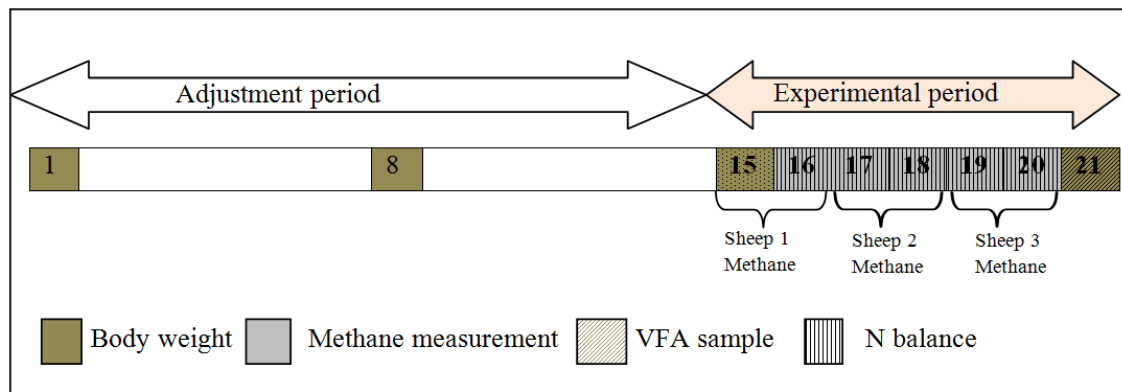 Adjustment period
Experimental period
1 8 15 16 17 18 19 20 21
Sheep 1
Methane
Sheep 2
Methane
Sheep 3
Methane
Body weight
Methane measurement
VFA sample
N balance